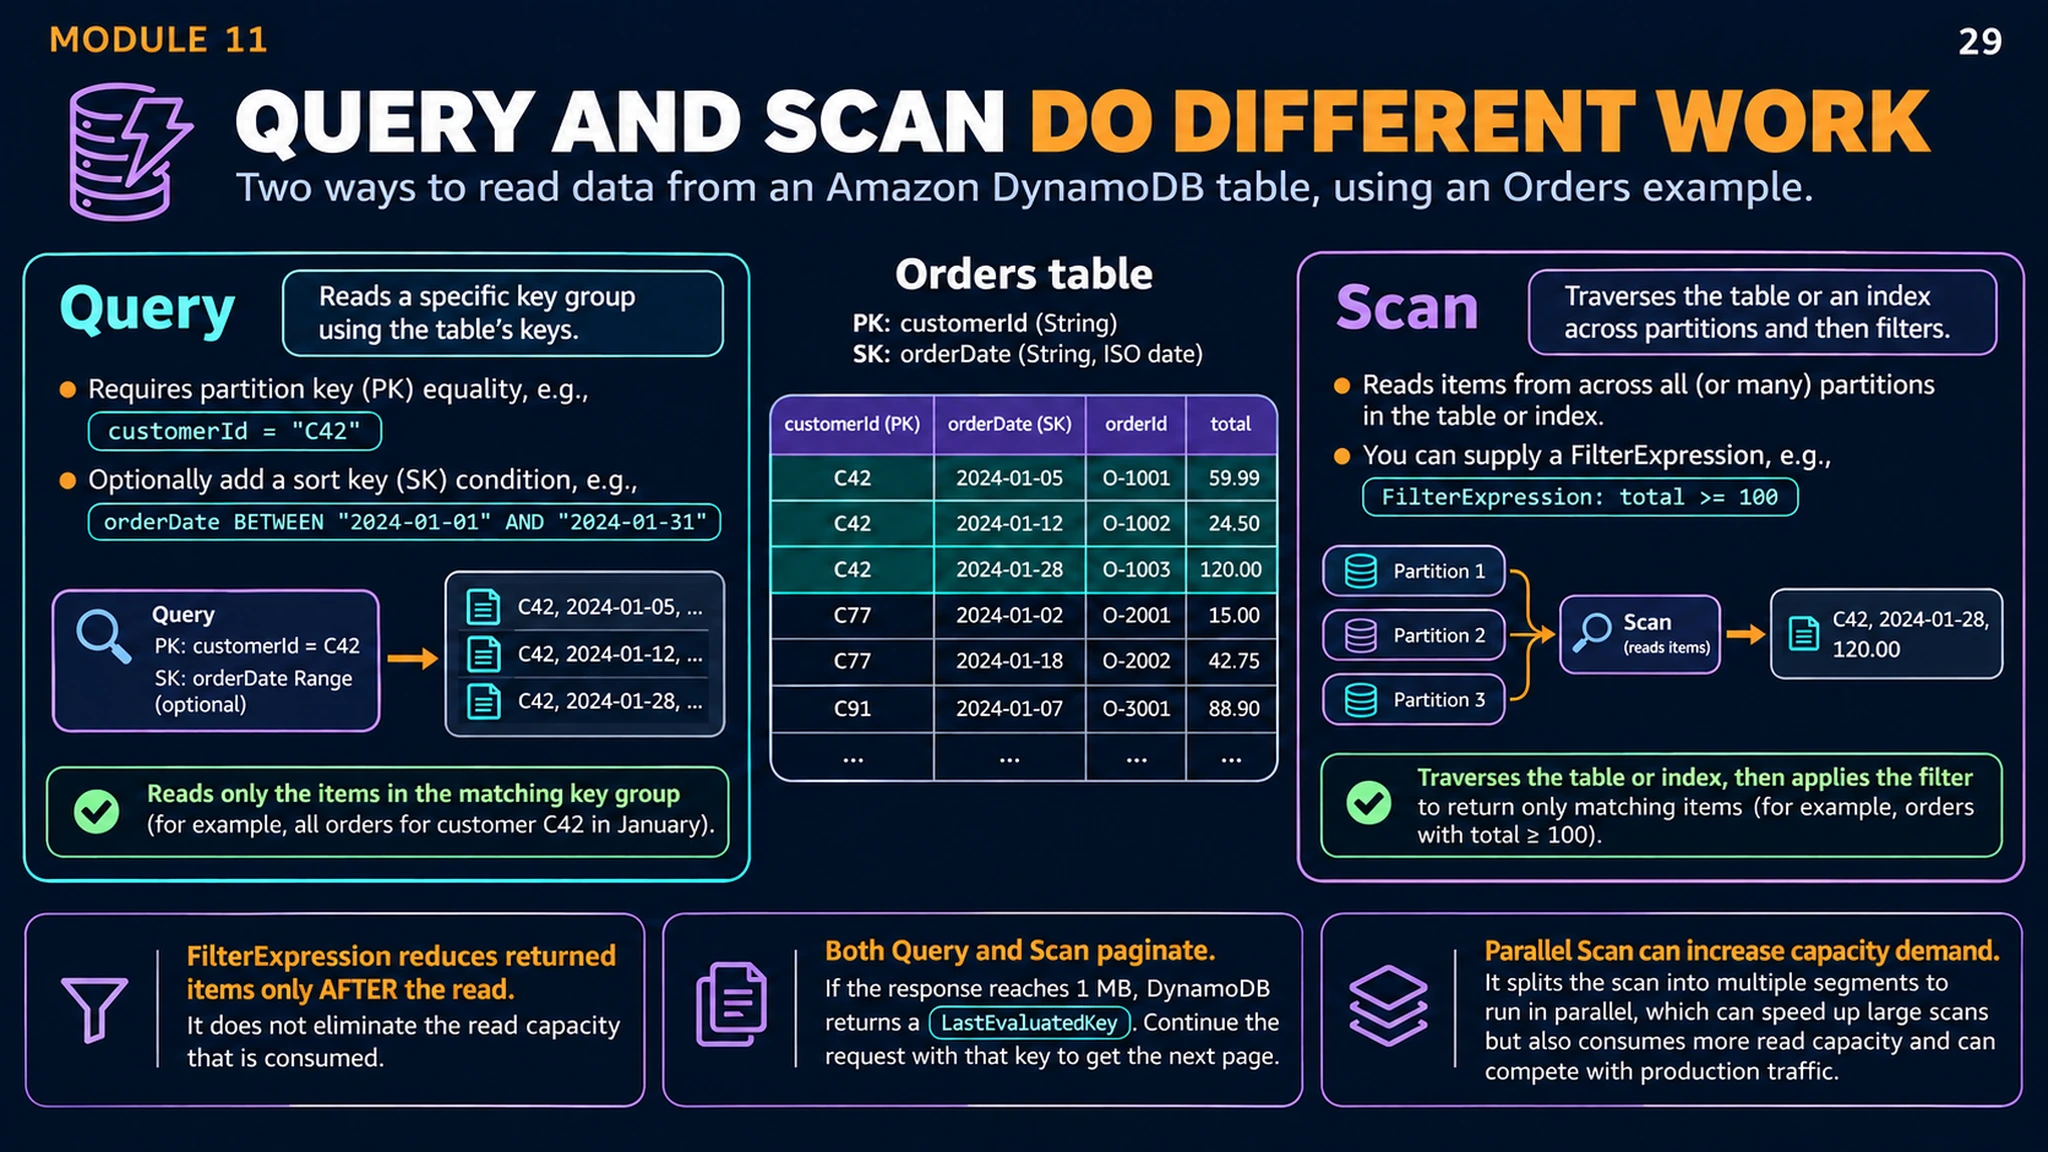 MODULE 11
29
QUERY AND SCAN DO DIFFERENT WORK
Two ways to read data from an Amazon DynamoDB table, using an Orders example.
Query
Reads a specific key group
using the table's keys.
Requires partition key (PK) equality, e.g.,
customerId = "C42"
Optionally add a sort key (SK) condition, e.g.,
orderDate BETWEEN "2024-01-01" AND "2024-01-31"
Query
PK: customerId = C42
SK: orderDate Range
(optional)
C42, 2024-01-05, ...
C42, 2024-01-12, ...
C42, 2024-01-28, ...
Reads only the items in the matching key group
(for example, all orders for customer C42 in January).
Orders table
PK: customerId (String)
SK: orderDate (String, ISO date)
customerId (PK) orderDate (SK) orderId total
C42 2024-01-05 O-1001 59.99
C42 2024-01-12 O-1002 24.50
C42 2024-01-28 O-1003 120.00
C77 2024-01-02 O-2001 15.00
C77 2024-01-18 O-2002 42.75
C91 2024-01-07 O-3001 88.90
... ... ... ...
Scan
Traverses the table or an index
across partitions and then filters.
Reads items from across all (or many) partitions
in the table or index.
You can supply a FilterExpression, e.g.,
FilterExpression: total >= 100
Partition 1
Partition 2
Partition 3
Scan
(reads items)
C42, 2024-01-28,
120.00
Traverses the table or index, then applies the filter
to return only matching items (for example, orders
with total ≥ 100).
FilterExpression reduces returned
items only AFTER the read.
It does not eliminate the read capacity
that is consumed.
Both Query and Scan paginate.
If the response reaches 1 MB, DynamoDB
returns a LastEvaluatedKey. Continue the
request with that key to get the next page.
Parallel Scan can increase capacity demand.
It splits the scan into multiple segments to
run in parallel, which can speed up large scans
but also consumes more read capacity and can
compete with production traffic.